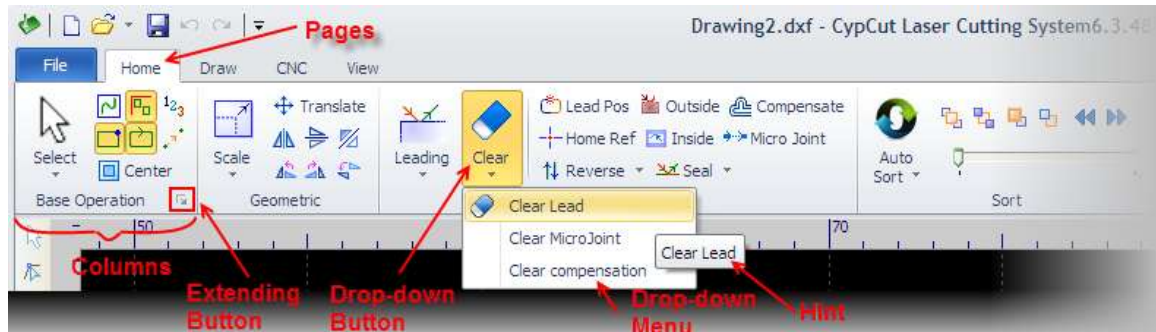 Drawing2.dxf - CypCut Laser Cutting System6.3.48
Pages
File Home Draw CNC View
Select
Center
Base Operation
123
Scale
Translate
Geometric
Leading
Clear
Lead Pos Outside Compensate
Home Ref Inside Micro Joint
Reverse Seal
Auto
Sort
Sort
Clear Lead
Clear MicroJoint
Clear compensation
Clear Lead
50
70
Columns
Extending
Button
Drop-down
Button
Drop-down
Menu
Hint